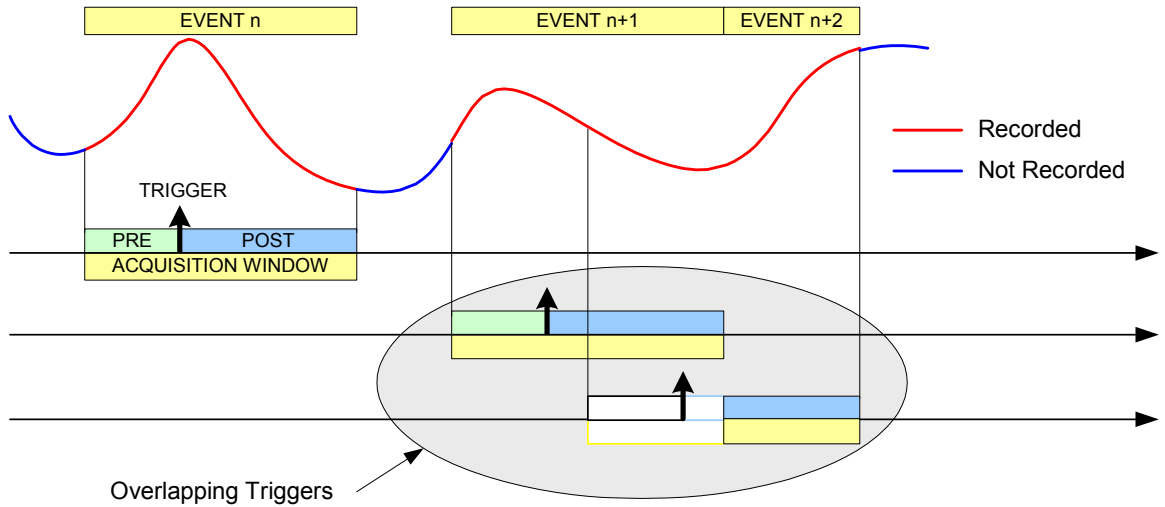 EVENT n
EVENT n+1
EVENT n+2
Recorded
Not Recorded
TRIGGER
PRE
POST
ACQUISITION WINDOW
Overlapping Triggers